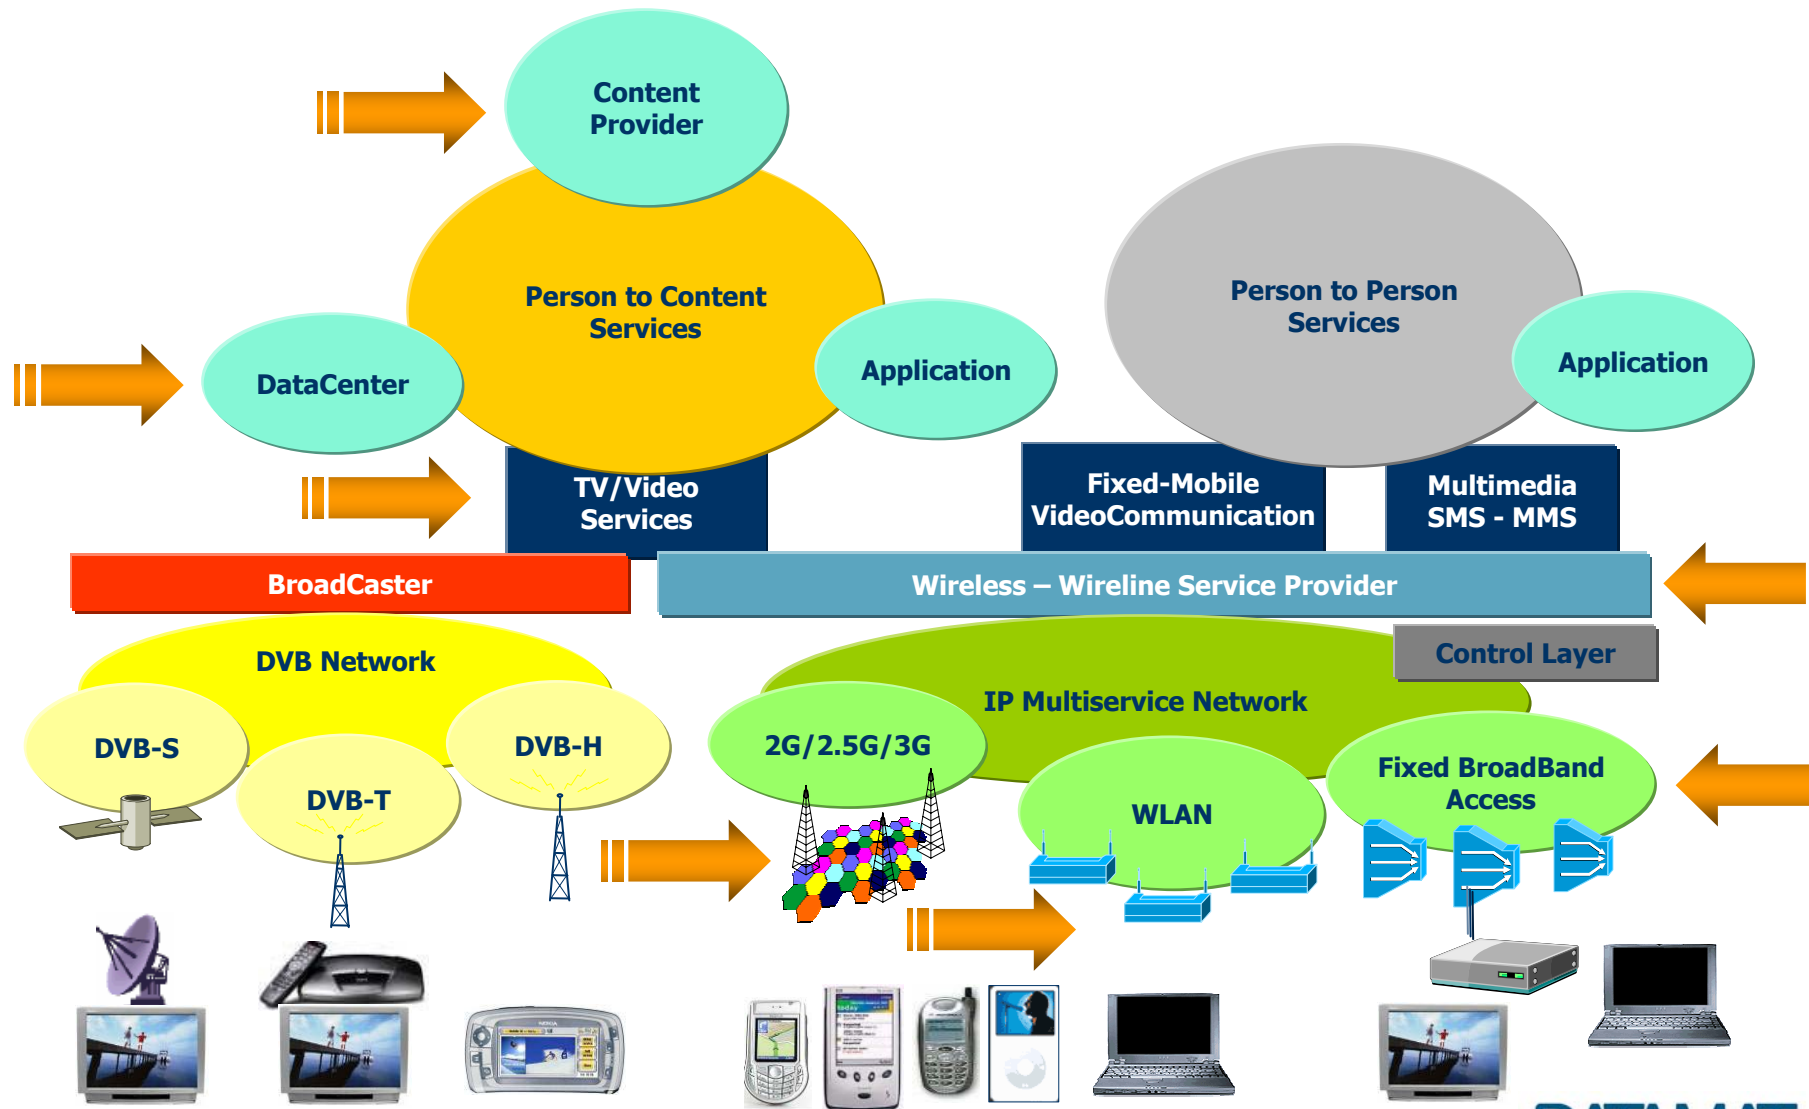 Content
Provider
Person to Content
Services
Person to Person
Services
DataCenter
Application
Application
TV/Video
Services
Fixed-Mobile
VideoCommunication
Multimedia
SMS - MMS
BroadCaster
Wireless – Wireline Service Provider
DVB Network
Control Layer
IP Multiservice Network
DVB-S
DVB-H
2G/2.5G/3G
DVB-T
WLAN
Fixed BroadBand
Access
NOKIA
today